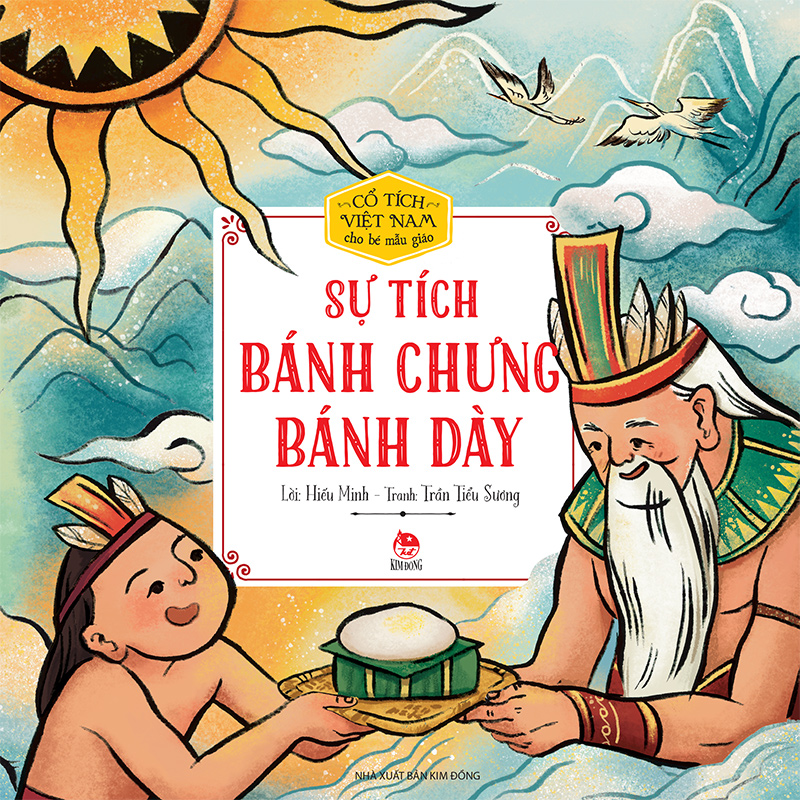 CỔ TÍCH
VIỆT NAM
cho bé mẫu giáo
SỰ TÍCH
BÁNH CHƯNG
BÁNH DÀY
Lời: Hiếu Minh - Tranh: Trần Tiểu Sương
KIM ĐỒNG
NHÀ XUẤT BẢN KIM ĐỒNG